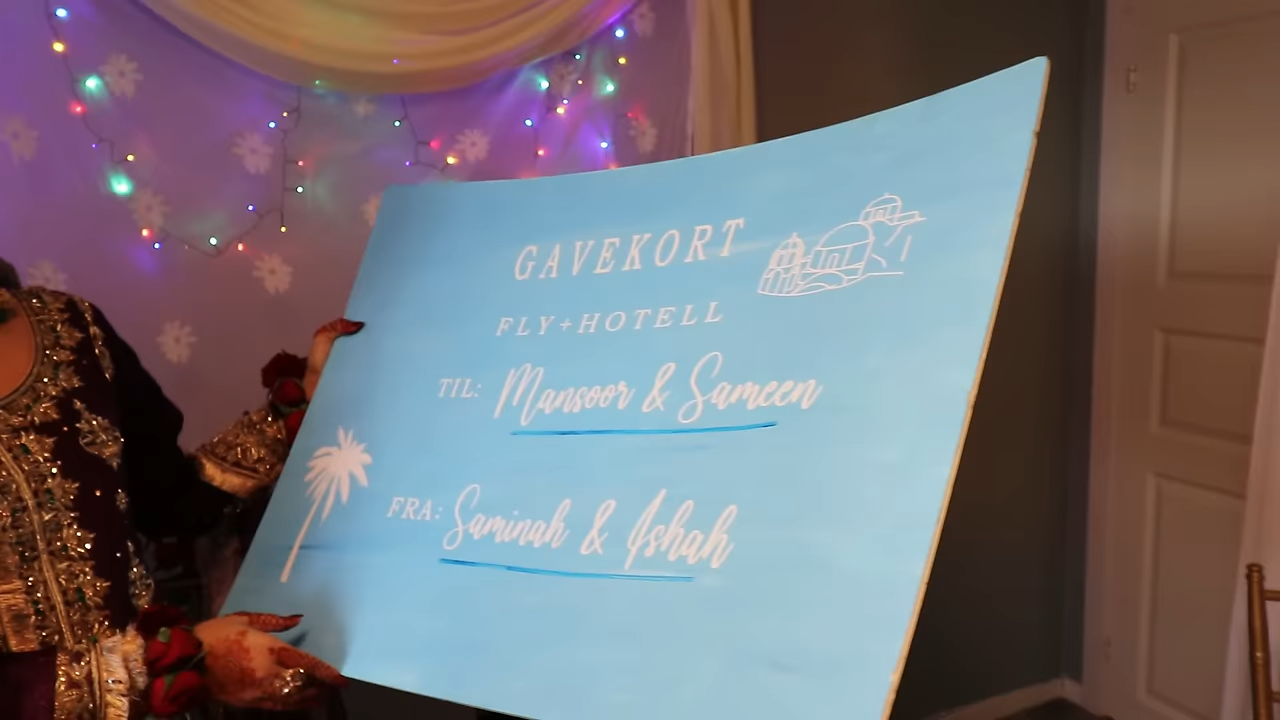 GAVEKORT
FLY+HOTELL
TIL: Mansoor & Sameen
FRA: Saminah & Ishah